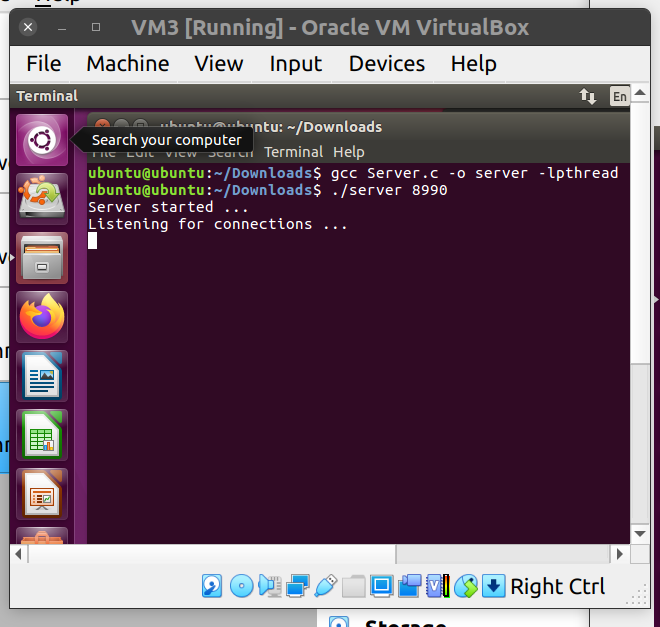 VM3 [Running] - Oracle VM VirtualBox
File Machine View Input Devices Help
Terminal En
ubuntu@ubuntu: ~/Downloads
Search your computer
File Edit View Search Terminal Help
ubuntu@ubuntu:~/Downloads$ gcc Server.c -o server -lpthread
ubuntu@ubuntu:~/Downloads$ ./server 8990
Server started ...
Listening for connections ...
Right Ctrl
Storage